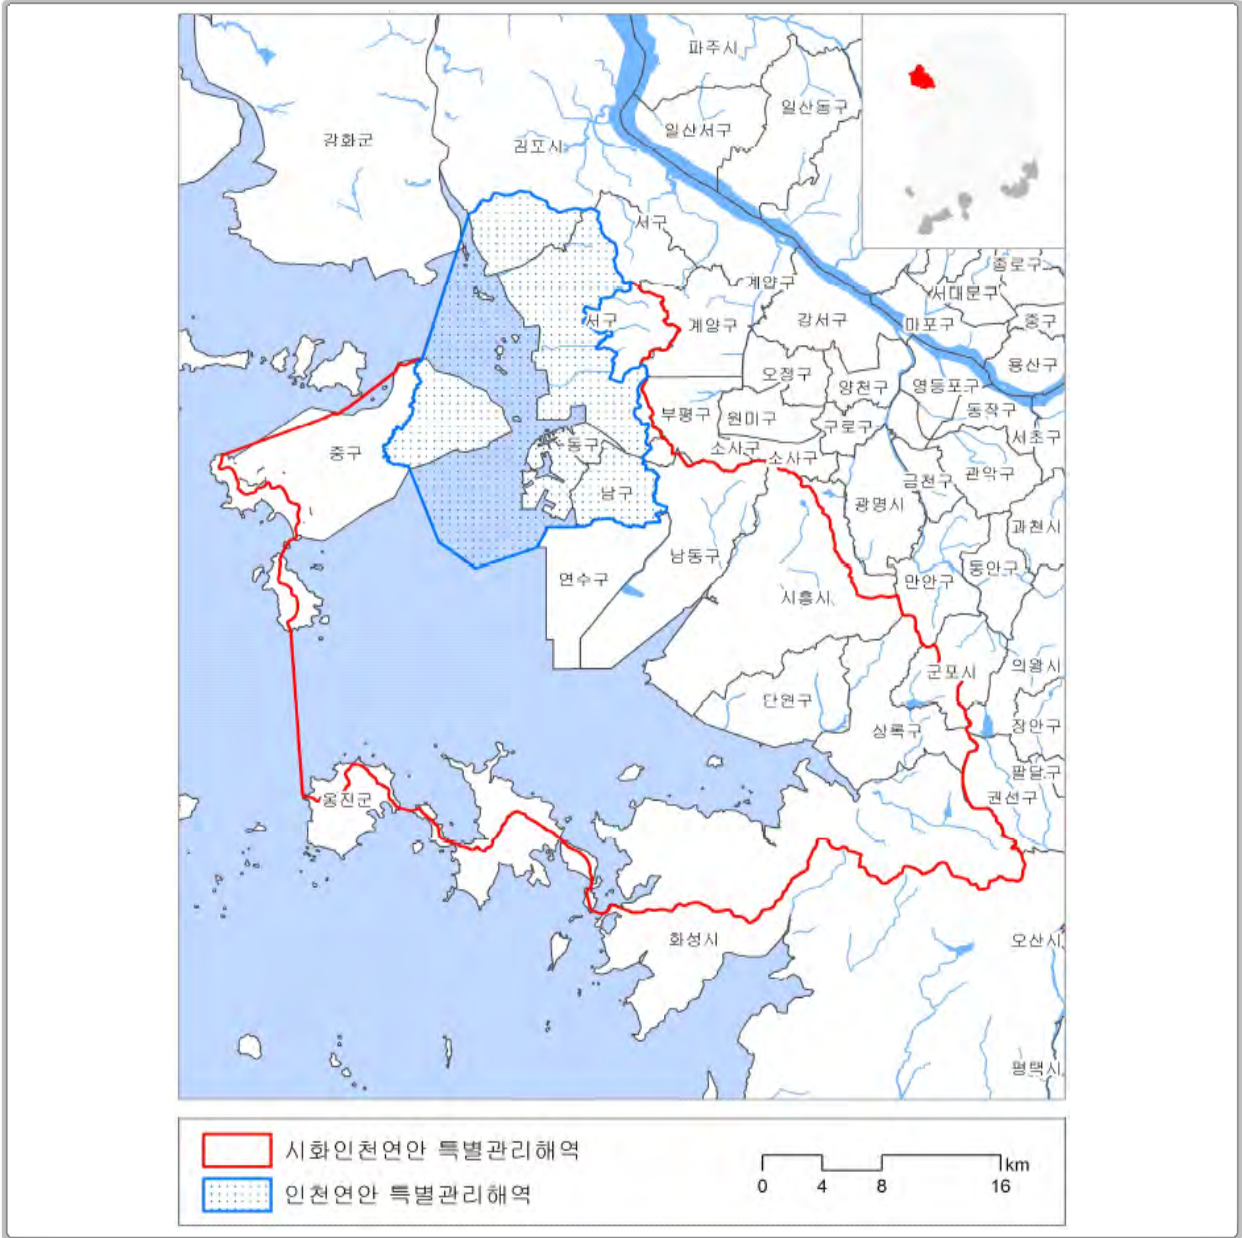 파주시
일산동구
일산서구
강화군
김포시
서구
종로구
계양구
서대문구
서구
계양구
강서구
마포구
중구
용산구
오정구
양천구
영등포구
동작구
부평구
원미구
구로구
서초구
중구
동구
소사구
소사구
금천구
관악구
남구
광명시
과천시
남동구
연수구
만안구
동안구
시흥시
군포시
의왕시
단원구
상록구
장안구
팔달구
옹진군
권선구
화성시
오산시
평택시
시화인천연안 특별관리해역
인천연안 특별관리해역
km
0 4 8 16